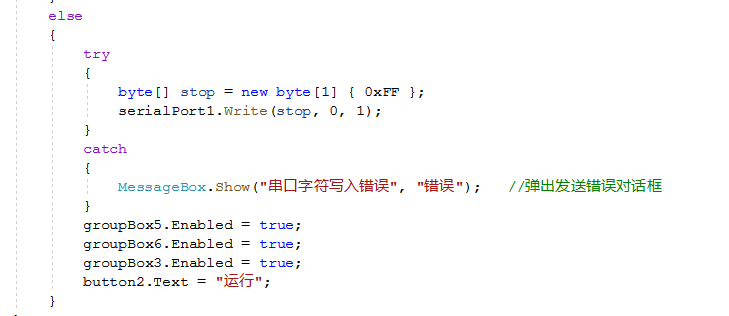 else
{
try
{
byte[] stop = new byte[1] { 0xFF };
serialPort1.Write(stop, 0, 1);
}
catch
{
MessageBox.Show("串口字符写入错误", "错误");   //弹出发送错误对话框
}
groupBox5.Enabled = true;
groupBox6.Enabled = true;
groupBox3.Enabled = true;
button2.Text = "运行";
}